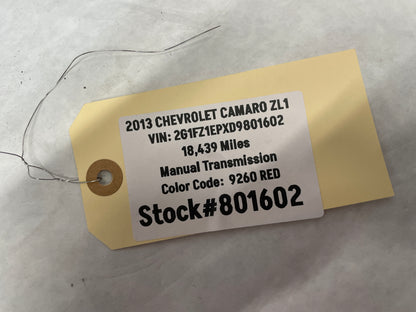 2013 CHEVROLET CAMARO ZL1
VIN: 2G1FZ1EPXD9801602
18,439 Miles
Manual Transmission
Color Code: 9260 RED
Stock#801602